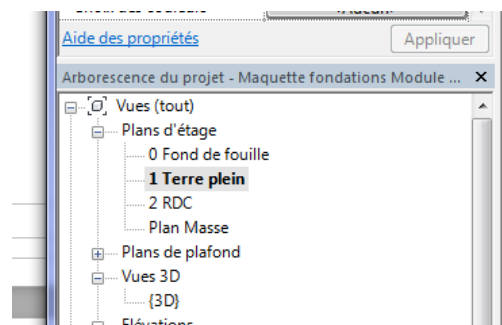 Aide des propriétés
Appliquer
Arborescence du projet - Maquette fondations Module ...
Vues (tout)
Plans d'étage
0 Fond de fouille
1 Terre plein
2 RDC
Plan Masse
Plans de plafond
Vues 3D
{3D}
Élévations